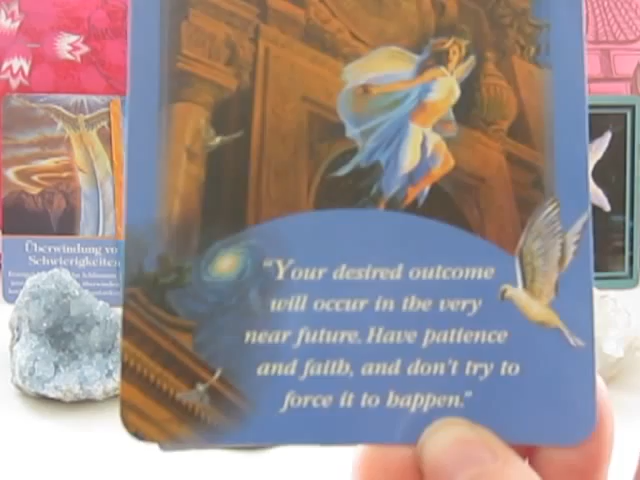 Überwindung vo
Schwierigkeiten
"Your desired outcome
will occur in the very
near future. Have patience
and faith, and don't try to
force it to happen."